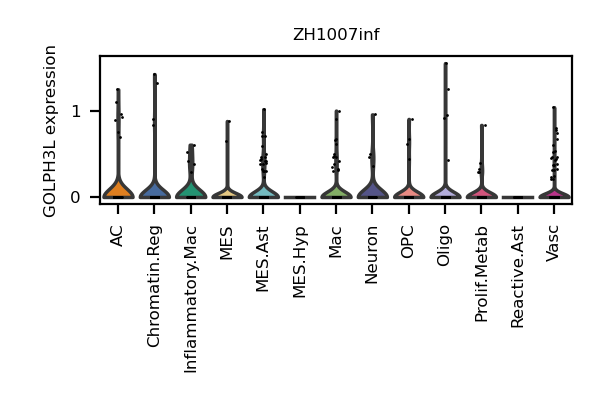 ZH1007inf
GOLPH3L expression
1
0
AC
Chromatin.Reg
Inflammatory.Mac
MES
MES.Ast
MES.Hyp
Mac
Neuron
OPC
Oligo
Prolif.Metab
Reactive.Ast
Vasc